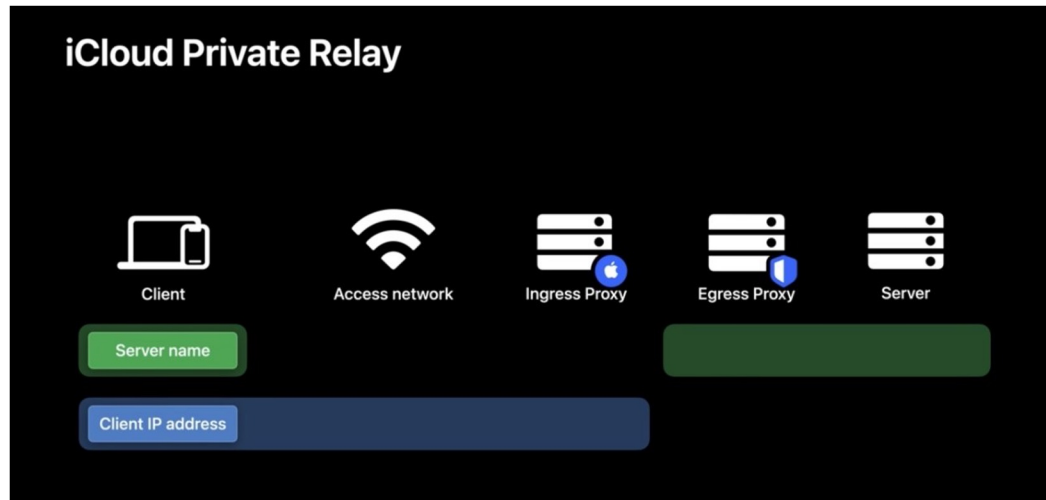 iCloud Private Relay
Client
Access network
Ingress Proxy
Egress Proxy
Server
Server name
Client IP address